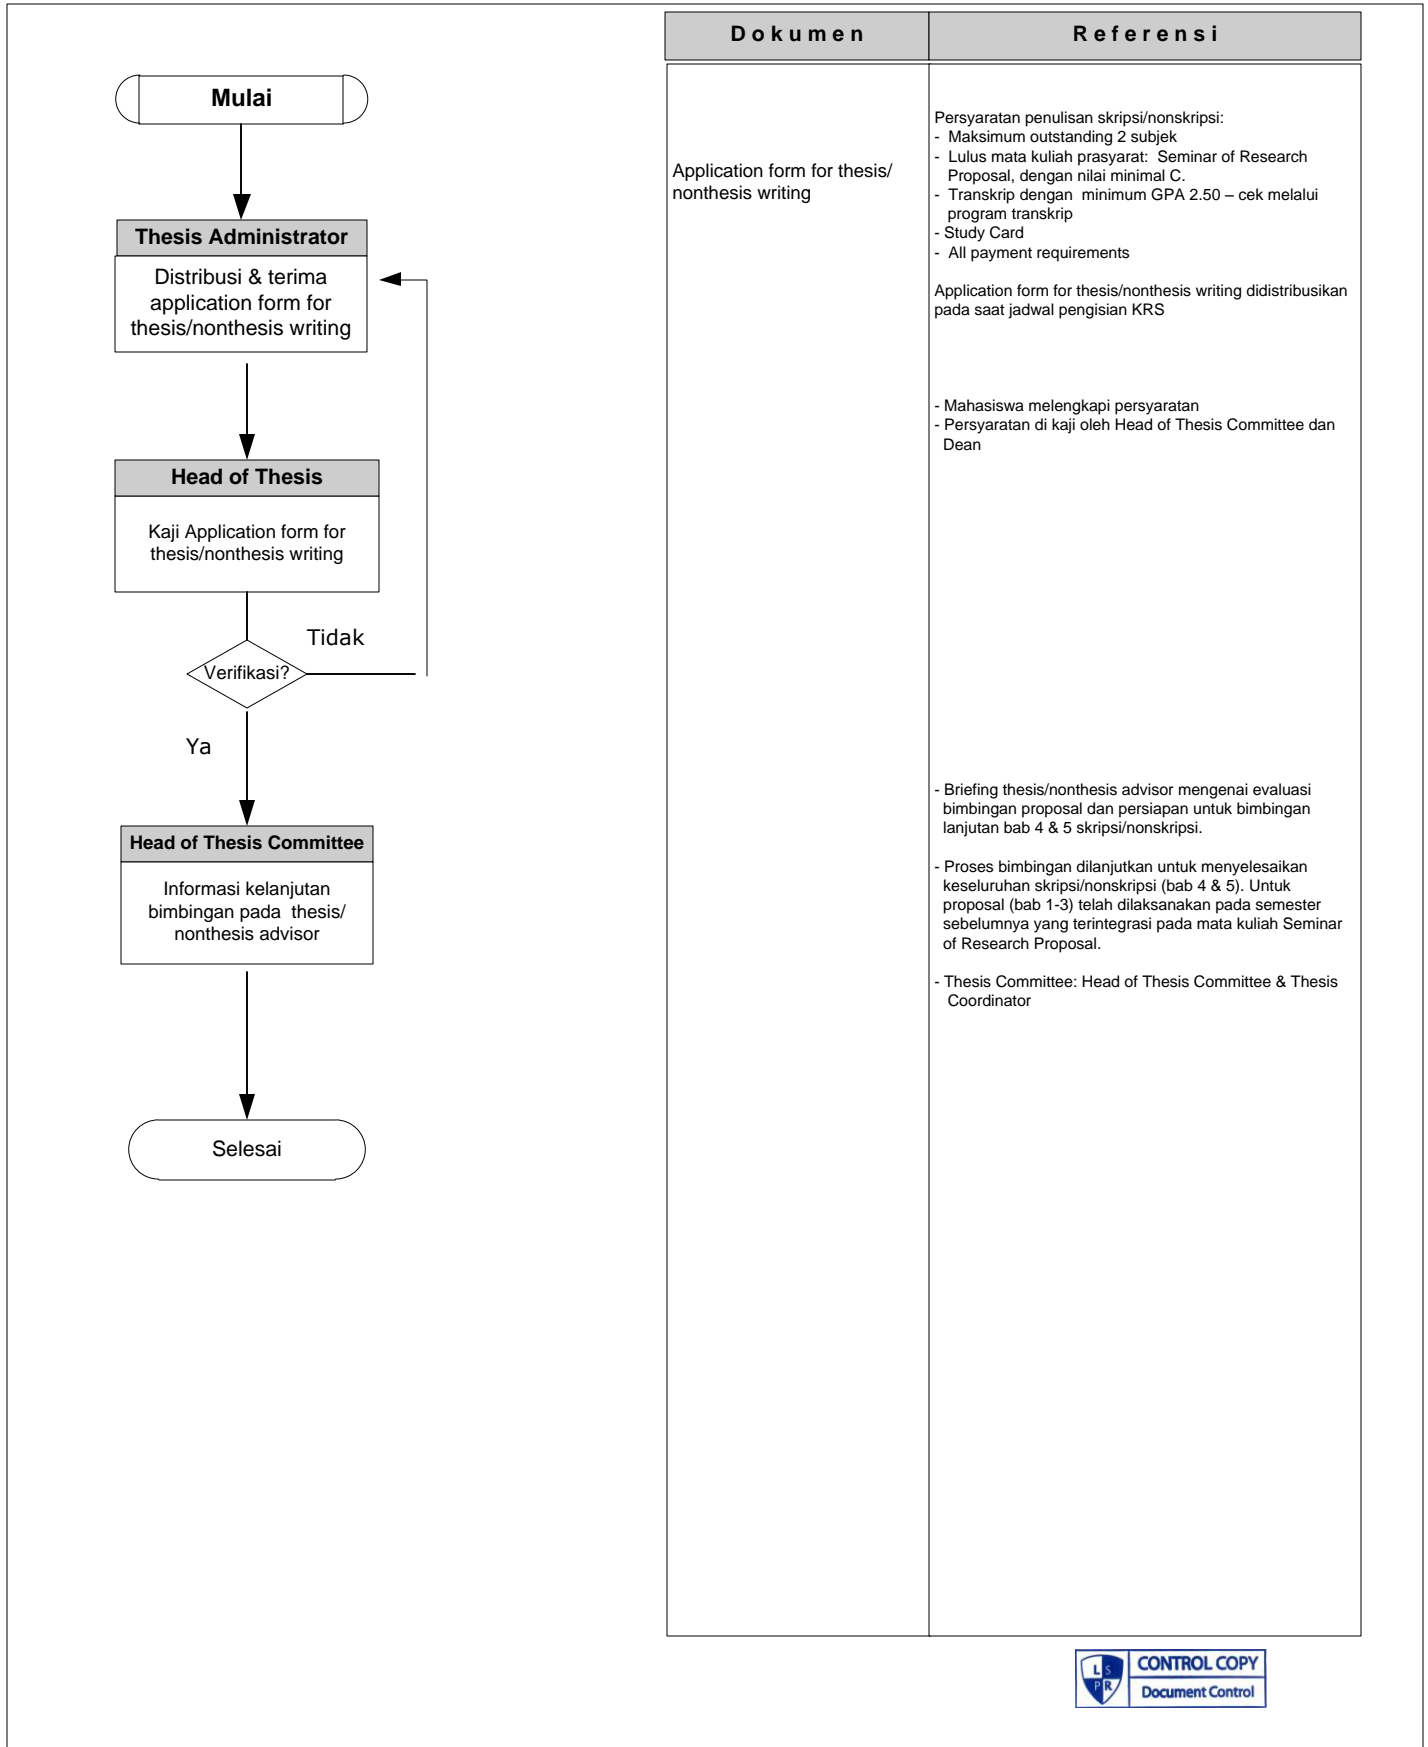 Dokumen
Referensi
Mulai
Thesis Administrator
Distribusi & terima
application form for
thesis/nonthesis writing
Head of Thesis
Kaji Application form for
thesis/nonthesis writing
Tidak
Verifikasi?
Ya
Head of Thesis Committee
Informasi kelanjutan
bimbingan pada thesis/
nonthesis advisor
Selesai
Application form for thesis/
nonthesis writing
Persyaratan penulisan skripsi/nonskripsi:
- Maksimum outstanding 2 subjek
- Lulus mata kuliah prasyarat: Seminar of Research
Proposal, dengan nilai minimal C.
- Transkrip dengan minimum GPA 2.50 – cek melalui
program transkrip
- Study Card
- All payment requirements
Application form for thesis/nonthesis writing didistribusikan
pada saat jadwal pengisian KRS
- Mahasiswa melengkapi persyaratan
- Persyaratan di kaji oleh Head of Thesis Committee dan
Dean
- Briefing thesis/nonthesis advisor mengenai evaluasi
bimbingan proposal dan persiapan untuk bimbingan
lanjutan bab 4 & 5 skripsi/nonskripsi.
- Proses bimbingan dilanjutkan untuk menyelesaikan
keseluruhan skripsi/nonskripsi (bab 4 & 5). Untuk
proposal (bab 1-3) telah dilaksanakan pada semester
sebelumnya yang terintegrasi pada mata kuliah Seminar
of Research Proposal.
- Thesis Committee: Head of Thesis Committee & Thesis
Coordinator
LS
PR
CONTROL COPY
Document Control